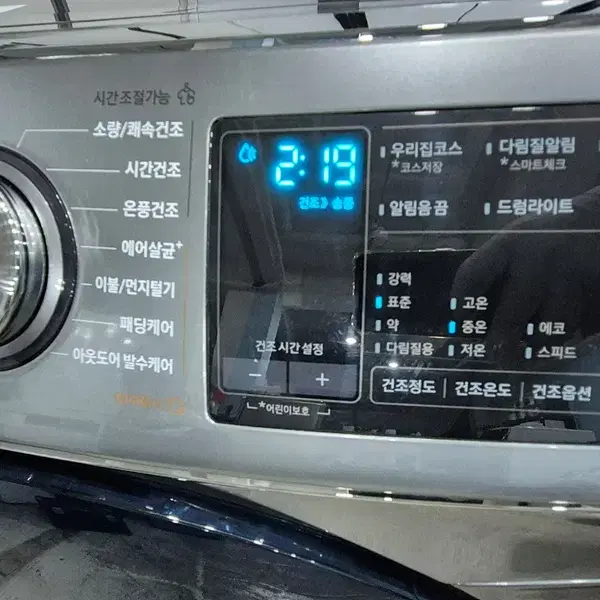 시간조절가능
소량/쾌속건조
시간건조
온풍건조
에어살균+
이불/먼지털기
패딩케어
아웃도어 발수케어
2:19
건조》송풍
건조 시간 설정
− +
*어린이보호
우리집코스
*코스저장
다림질알림
*스마트체크
알림음 끔
드럼라이트
강력
표준
약
다림질용
고온
중온
저온
에코
스피드
건조정도
건조온도
건조옵션